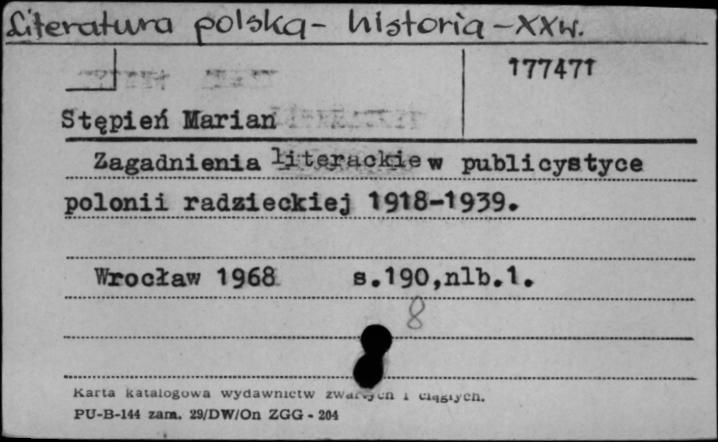 Literatura polska - historia - XXw.
177471
Stępień Marian
Zagadnienia literackie w publicystyce
polonii radzieckiej 1918-1939.
Wrocław 1968 s.190,nlb.1.
8
Karta katalogowa wydawnictw zwartych i ciągłych.
PU-B-144 zam. 29/DW/On ZGG - 204